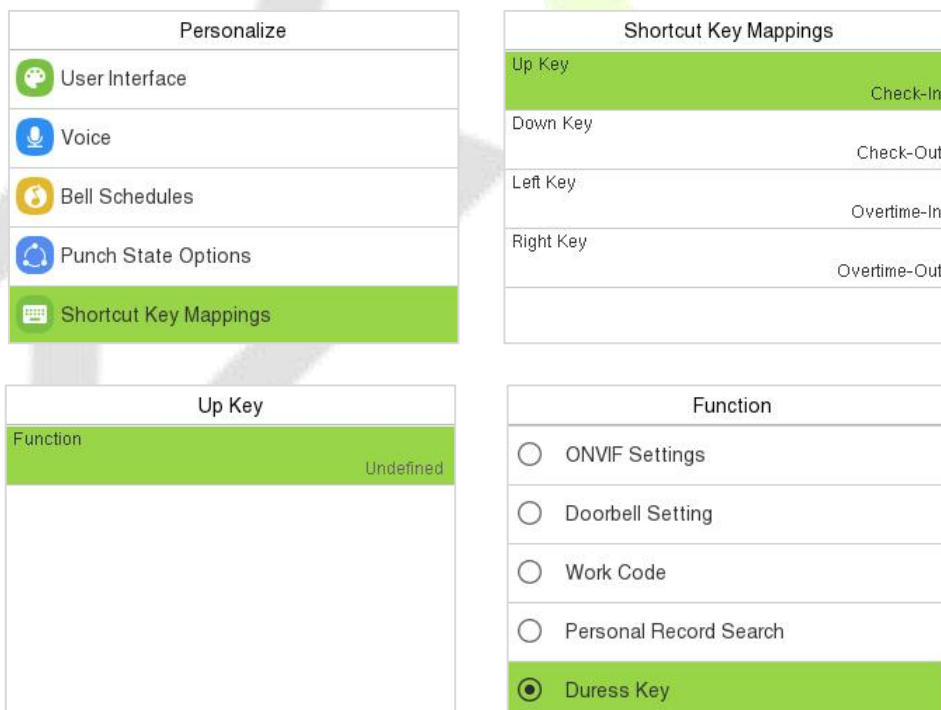 Personalize
User Interface
Voice
Bell Schedules
Punch State Options
Shortcut Key Mappings
Shortcut Key Mappings
Up Key
Check-In
Down Key
Check-Out
Left Key
Overtime-In
Right Key
Overtime-Out
Up Key
Function
Undefined
Function
ONVIF Settings
Doorbell Setting
Work Code
Personal Record Search
Duress Key